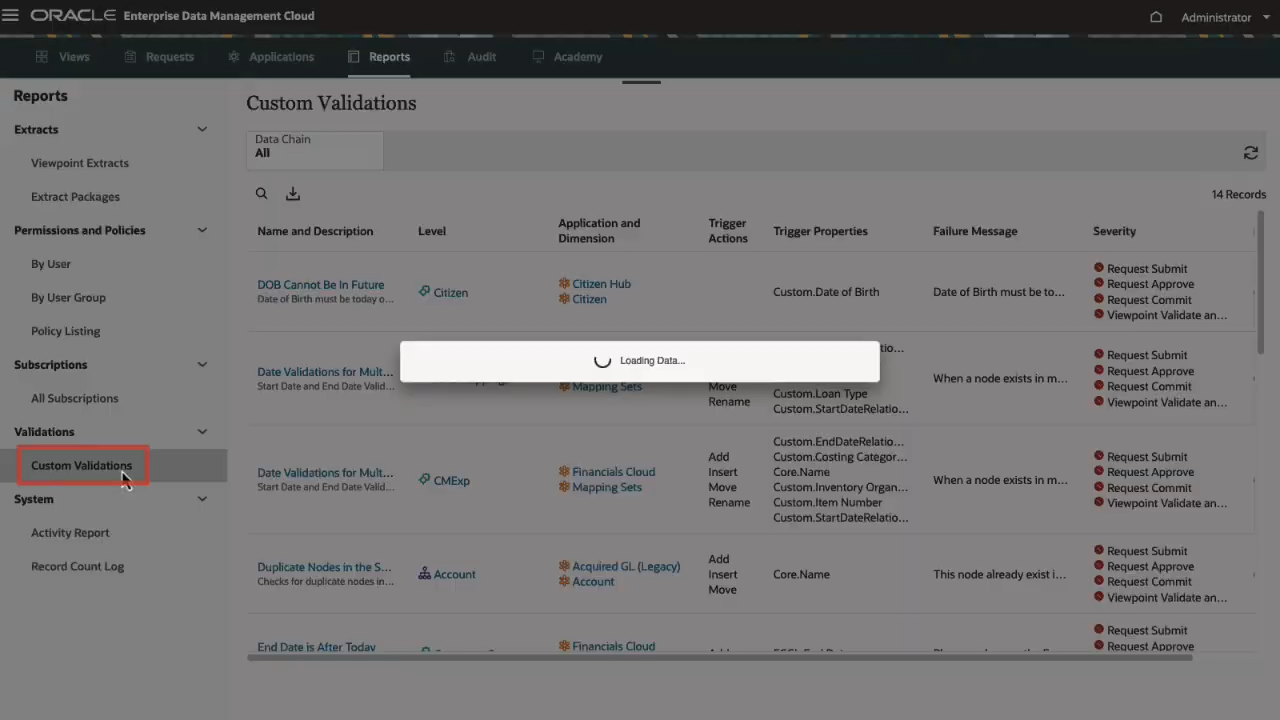 ORACLE Enterprise Data Management Cloud
Administrator
Views
Requests
Applications
Reports
Audit
Academy
Reports
Extracts
Viewpoint Extracts
Extract Packages
Permissions and Policies
By User
By User Group
Policy Listing
Subscriptions
All Subscriptions
Validations
Custom Validations
System
Activity Report
Record Count Log
Custom Validations
Data Chain
All
14 Records
Name and Description
Level
Application and Dimension
Trigger Actions
Trigger Properties
Failure Message
Severity
DOB Cannot Be In Future
Date of Birth must be today o...
Citizen
Citizen Hub
Citizen
Custom.Date of Birth
Date of Birth must be to...
Request Submit
Request Approve
Request Commit
Viewpoint Validate an...
Loading Data...
Date Validations for Mult...
Start Date and End Date Valid...
Mapping Sets
Move
Rename
Custom.Loan Type
Custom.StartDateRelatio...
When a node exists in m...
Request Submit
Request Approve
Request Commit
Viewpoint Validate an...
Date Validations for Mult...
Start Date and End Date Valid...
CMExp
Financials Cloud
Mapping Sets
Add
Insert
Move
Rename
Custom.EndDateRelatio...
Custom.Costing Categor...
Core.Name
Custom.Inventory Organ...
Custom.Item Number
Custom.StartDateRelatio...
When a node exists in m...
Request Submit
Request Approve
Request Commit
Viewpoint Validate an...
Duplicate Nodes in the S...
Checks for duplicate nodes in...
Account
Acquired GL (Legacy)
Account
Add
Insert
Move
Core.Name
This node already exist i...
Request Submit
Request Approve
Request Commit
Viewpoint Validate an...
End Date is After Today
Financials Cloud
Request Submit
Request Approve